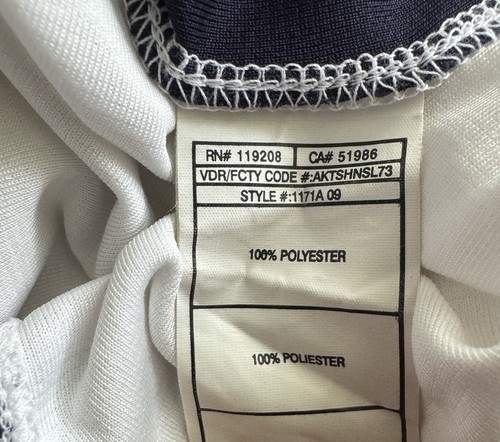 RN# 119208 CA# 51986
VDR/FCTY CODE #:AKTSHNSL73
STYLE #:1171A 09
100% POLYESTER
100% POLIESTER